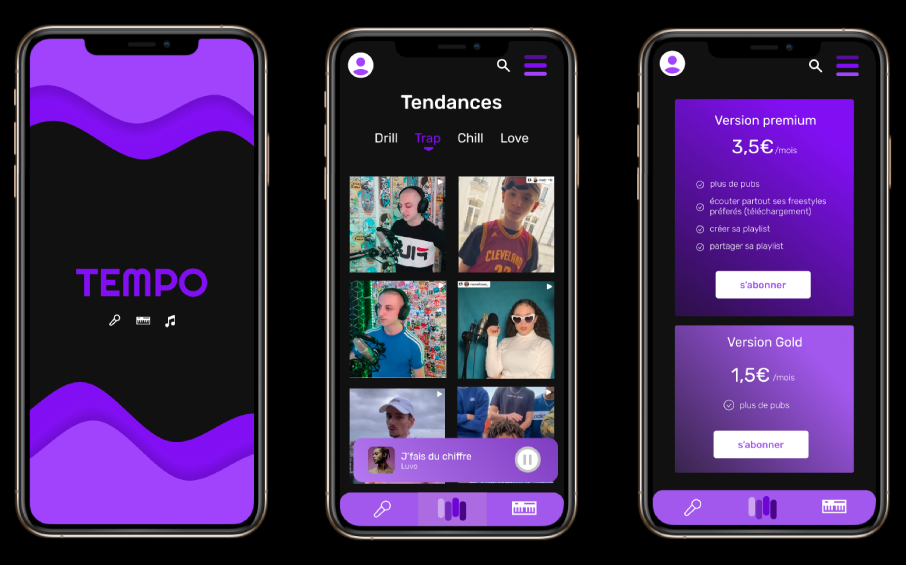 TEMPO
Tendances
Drill Trap Chill Love
FILA
CLEVELAND
J'fais du chiffre
Luvo
Version premium
3,5€ /mois
plus de pubs
écouter partout ses freestyles
préferés (téléchargement)
créer sa playlist
partager sa playlist
s'abonner
Version Gold
1,5€ /mois
plus de pubs
s'abonner